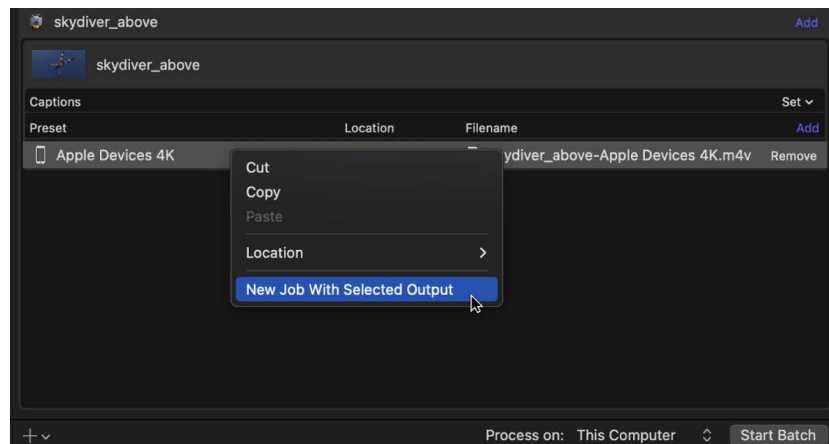 skydiver_above Add
skydiver_above
Captions Set
Preset Location Filename Add
Apple Devices 4K ydiver_above-Apple Devices 4K.m4v Remove
Cut
Copy
Paste
Location
New Job With Selected Output
Process on: This Computer Start Batch